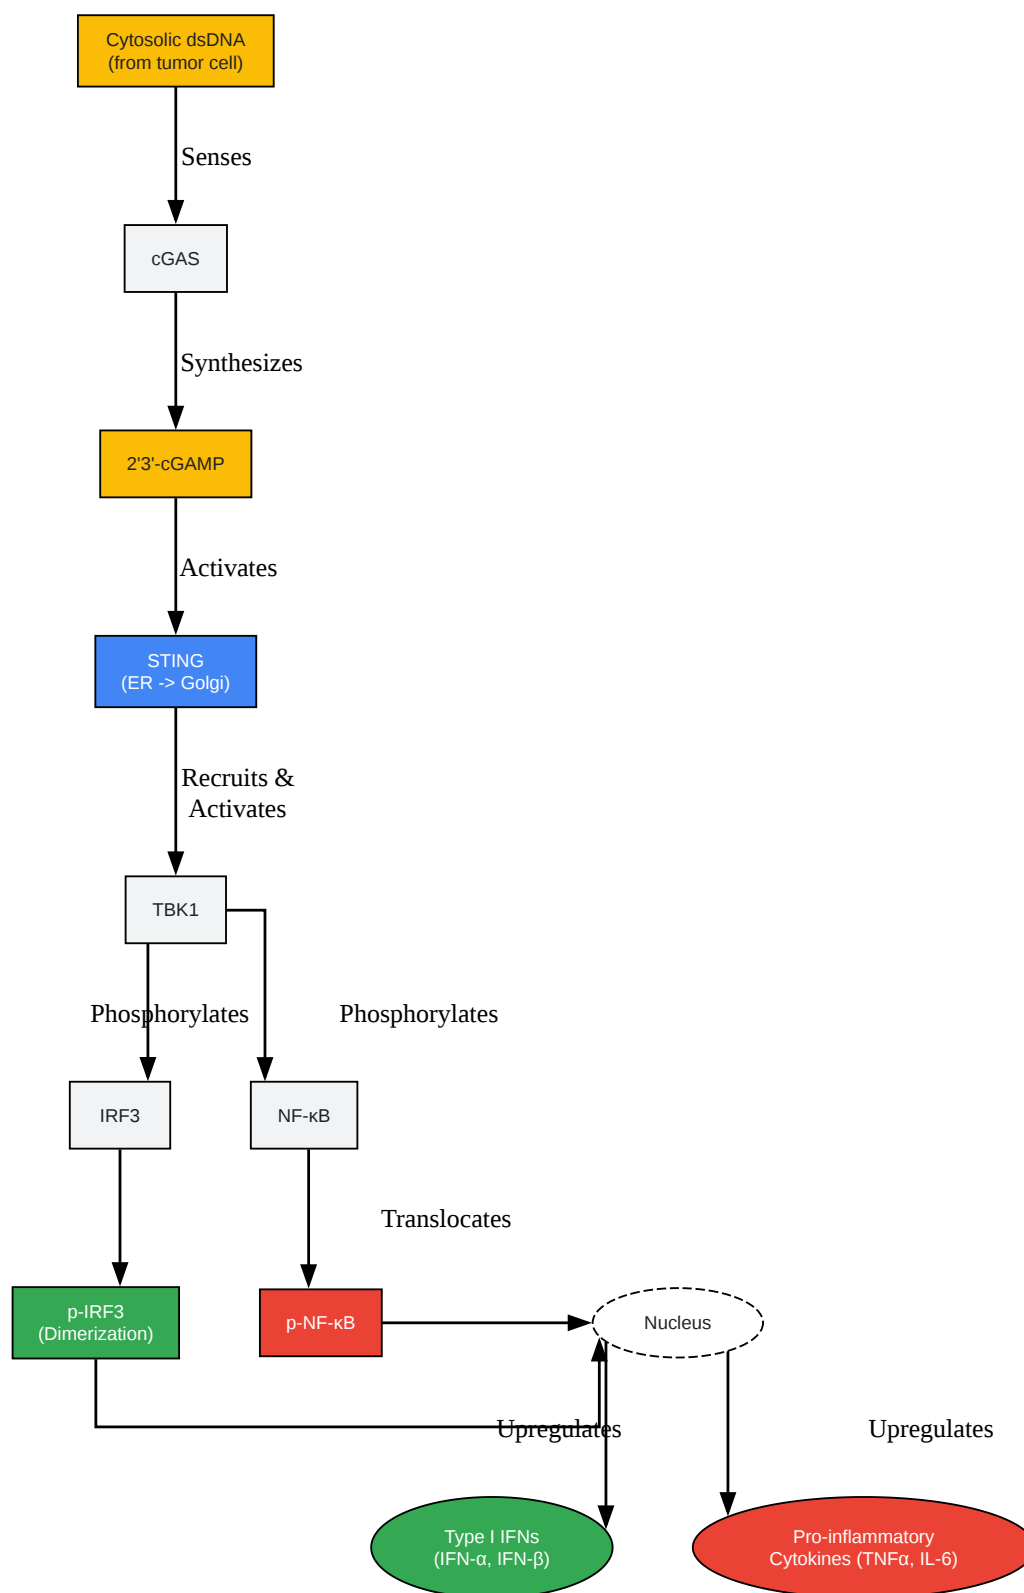 Cytosolic dsDNA
(from tumor cell)
Senses
cGAS
Synthesizes
2'3'-cGAMP
Activates
STING
(ER -> Golgi)
Recruits &
Activates
TBK1
Phosphorylates
Phosphorylates
IRF3
NF-κB
Translocates
p-IRF3
(Dimerization)
p-NF-κB
Nucleus
Upregulates
Upregulates
Type I IFNs
(IFN-α, IFN-β)
Pro-inflammatory
Cytokines (TNFα, IL-6)